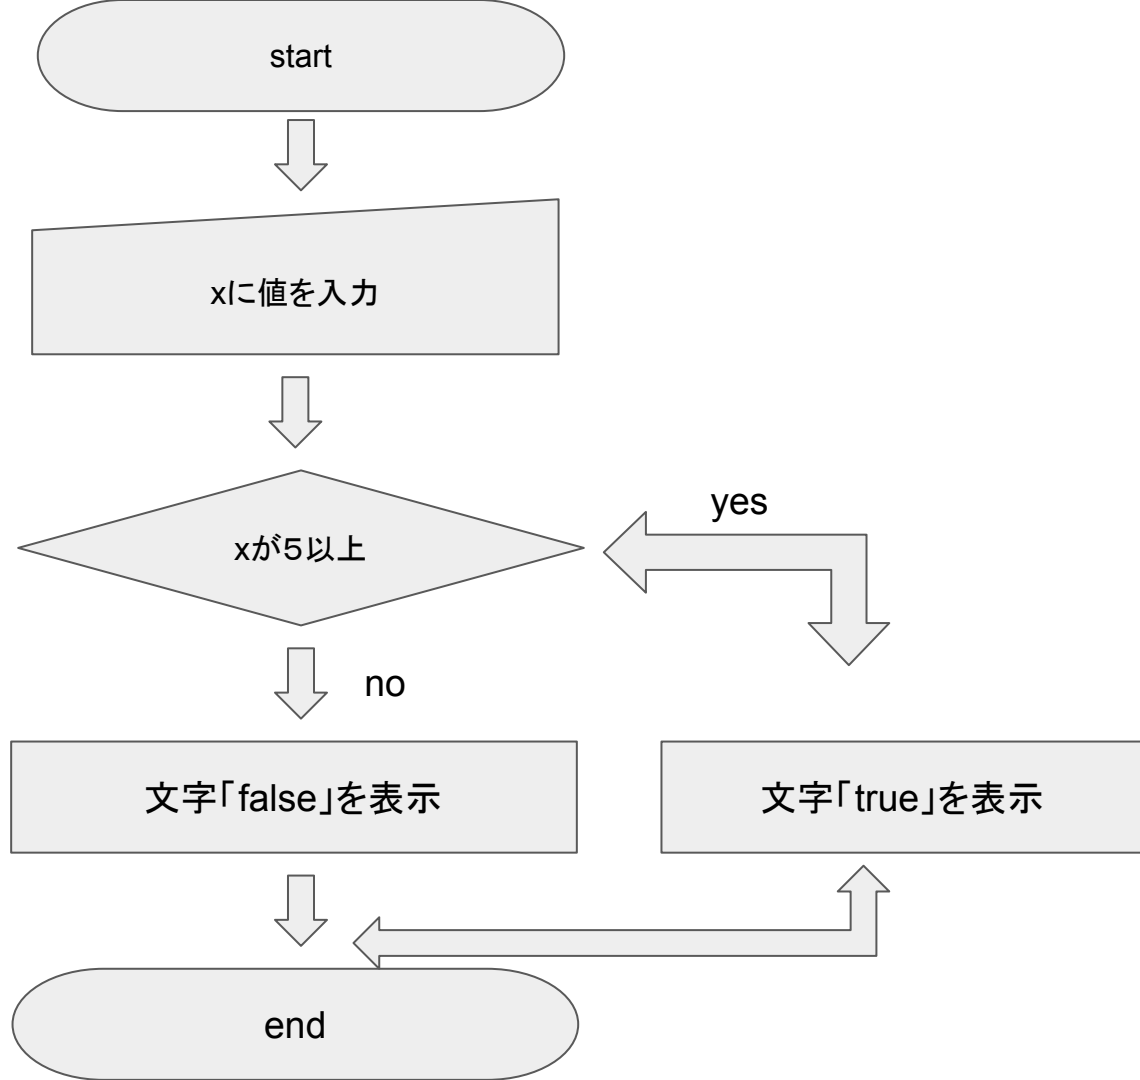 start
xに値を入力
yes
xが５以上
no
文字「false」を表示
文字「true」を表示
end